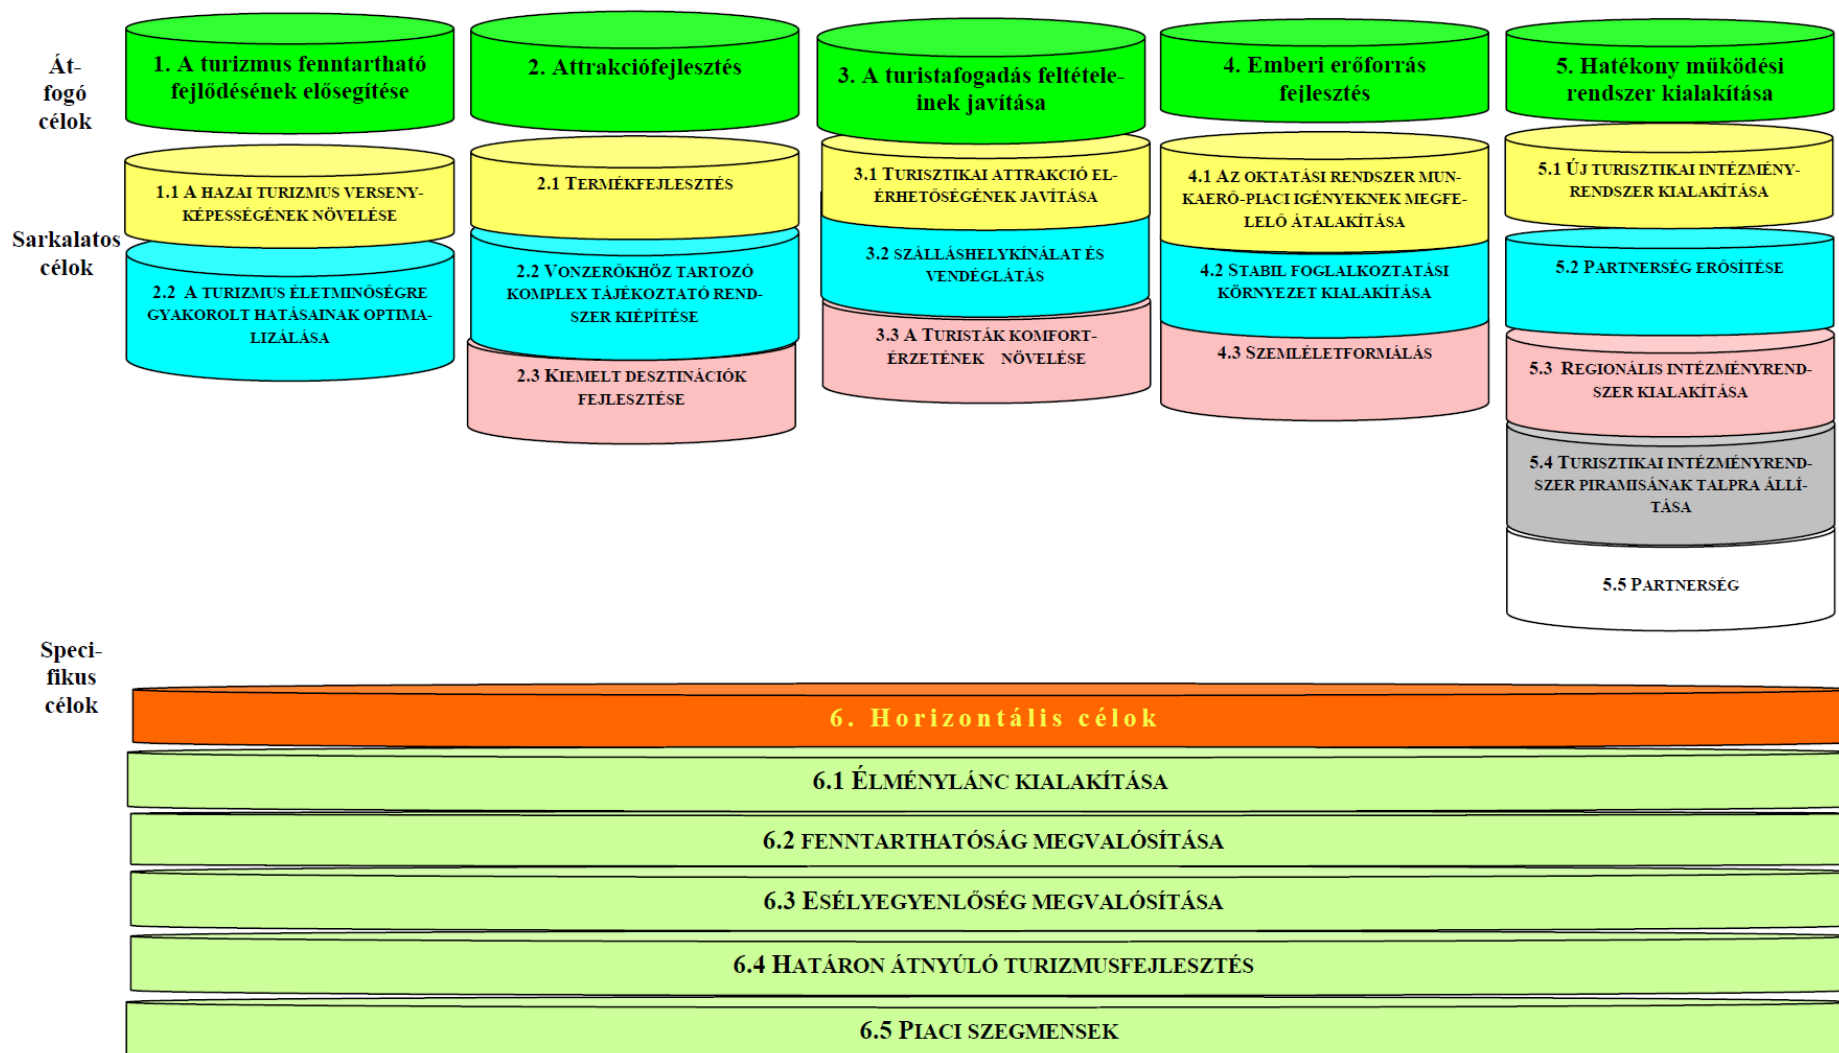 Át-
fogó
célok
1. A turizmus fenntartható
fejlődésének elősegítése
2. Attrakciófejlesztés
3. A turistafogadás feltétele-
inek javítása
4. Emberi erőforrás
fejlesztés
5. Hatékony működési
rendszer kialakítása
Sarkalatos
célok
1.1 A HAZAI TURIZMUS VERSENY-
KÉPESSÉGÉNEK NÖVELÉSE
2.2 A TURIZMUS ÉLETMINŐSÉGRE
GYAKOROLT HATÁSAINAK OPTIMA-
LIZÁLÁSA
2.1 TERMÉKFEJLESZTÉS
2.2 VONZERŐKHÖZ TARTOZÓ
KOMPLEX TÁJÉKOZTATÓ REND-
SZER KIÉPÍTÉSE
2.3 KIEMELT DESZTINÁCIÓK
FEJLESZTÉSE
3.1 TURISZTIKAI ATTRAKCIÓ EL-
ÉRHETŐSÉGÉNEK JAVÍTÁSA
3.2 SZÁLLÁSHELYKÍNÁLAT ÉS
VENDÉGLÁTÁS
3.3 A TURISTÁK KOMFORT-
ÉRZETÉNEK NÖVELÉSE
4.1 AZ OKTATÁSI RENDSZER MUN-
KAERŐ-PIACI IGÉNYEKNEK MEGFE-
LELŐ ÁTALAKÍTÁSA
4.2 STABIL FOGLALKOZTATÁSI
KÖRNYEZET KIALAKÍTÁSA
4.3 SZEMLÉLETFORMÁLÁS
5.1 ÚJ TURISZTIKAI INTÉZMÉNY-
RENDSZER KIALAKÍTÁSA
5.2 PARTNERSÉG ERŐSÍTÉSE
5.3 REGIONÁLIS INTÉZMÉNYREND-
SZER KIALAKÍTÁSA
5.4 TURISZTIKAI INTÉZMÉNYREND-
SZER PIRAMISÁNAK TALPRA ÁLLÍ-
TÁSA
5.5 PARTNERSÉG
Speci-
fikus
célok
6. Horizontális célok
6.1 ÉLMÉNYLÁNC KIALAKÍTÁSA
6.2 FENNTARTHATÓSÁG MEGVALÓSÍTÁSA
6.3 ESÉLYEGYENLŐSÉG MEGVALÓSÍTÁSA
6.4 HATÁRON ÁTNYÚLÓ TURIZMUSFEJLESZTÉS
6.5 PIACI SZEGMENSEK